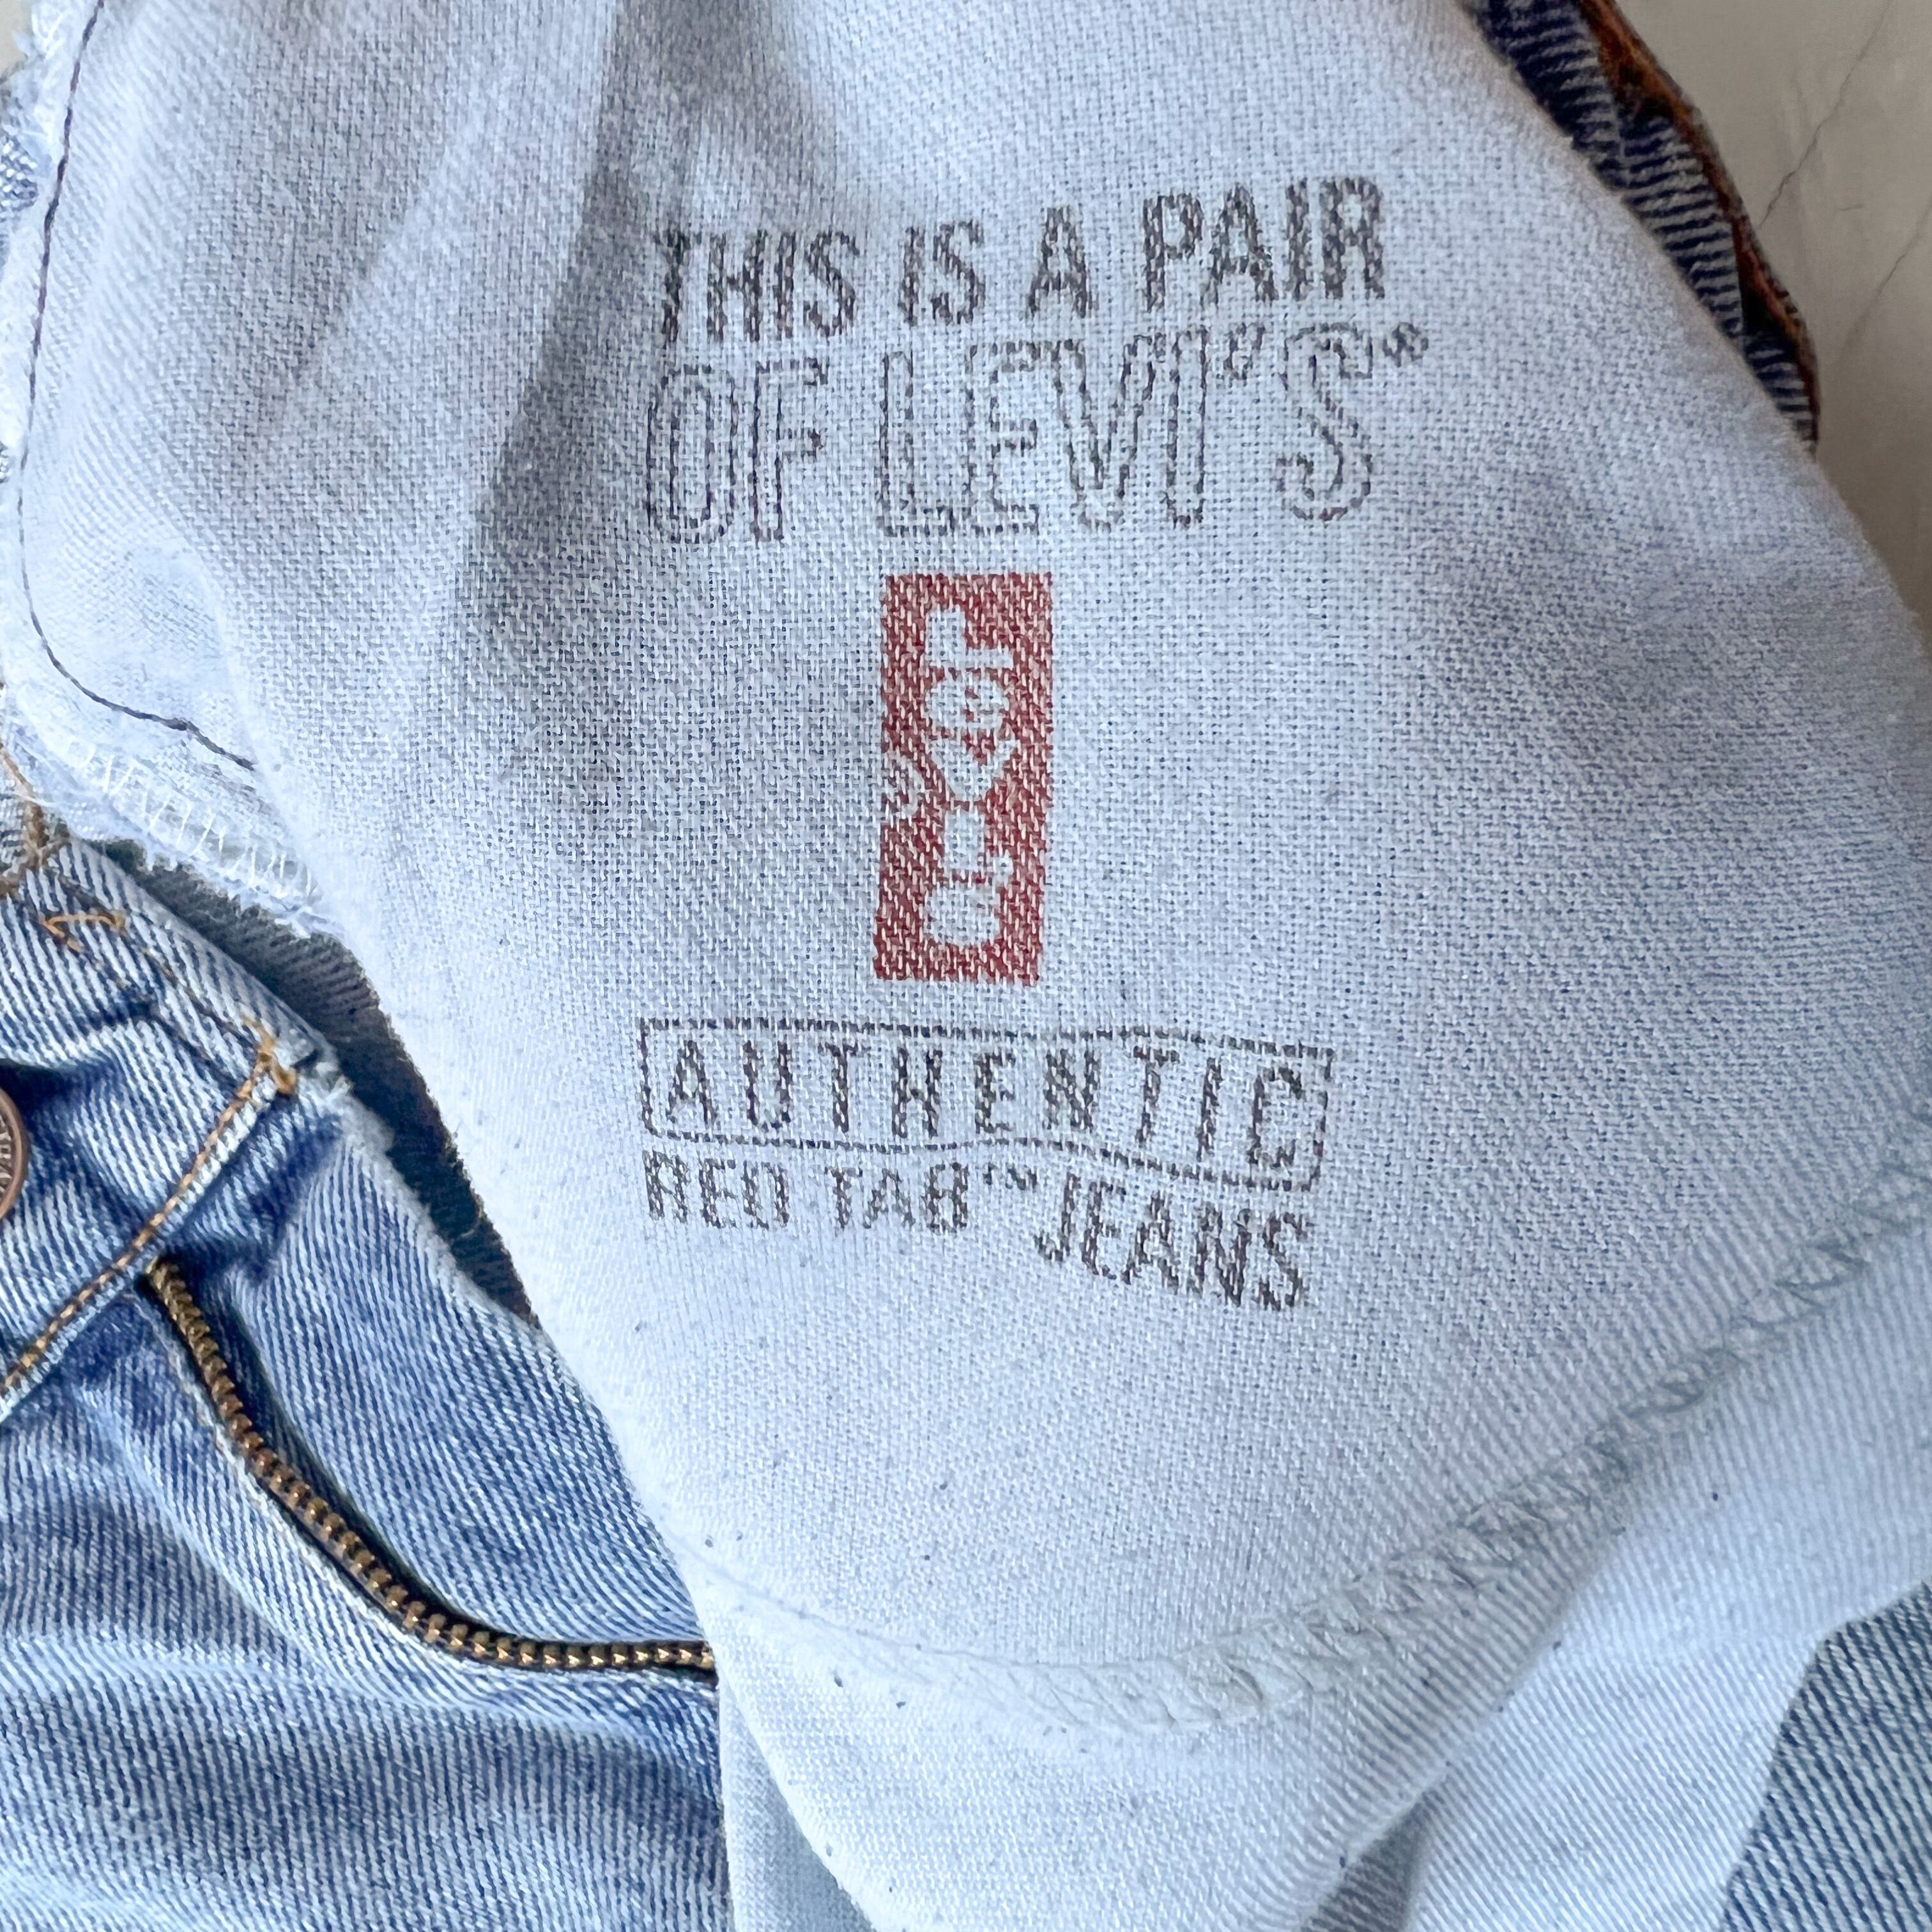 THIS IS A PAIR
OF LEVI'S®
LEVI'S
AUTHENTIC
RED TAB™ JEANS